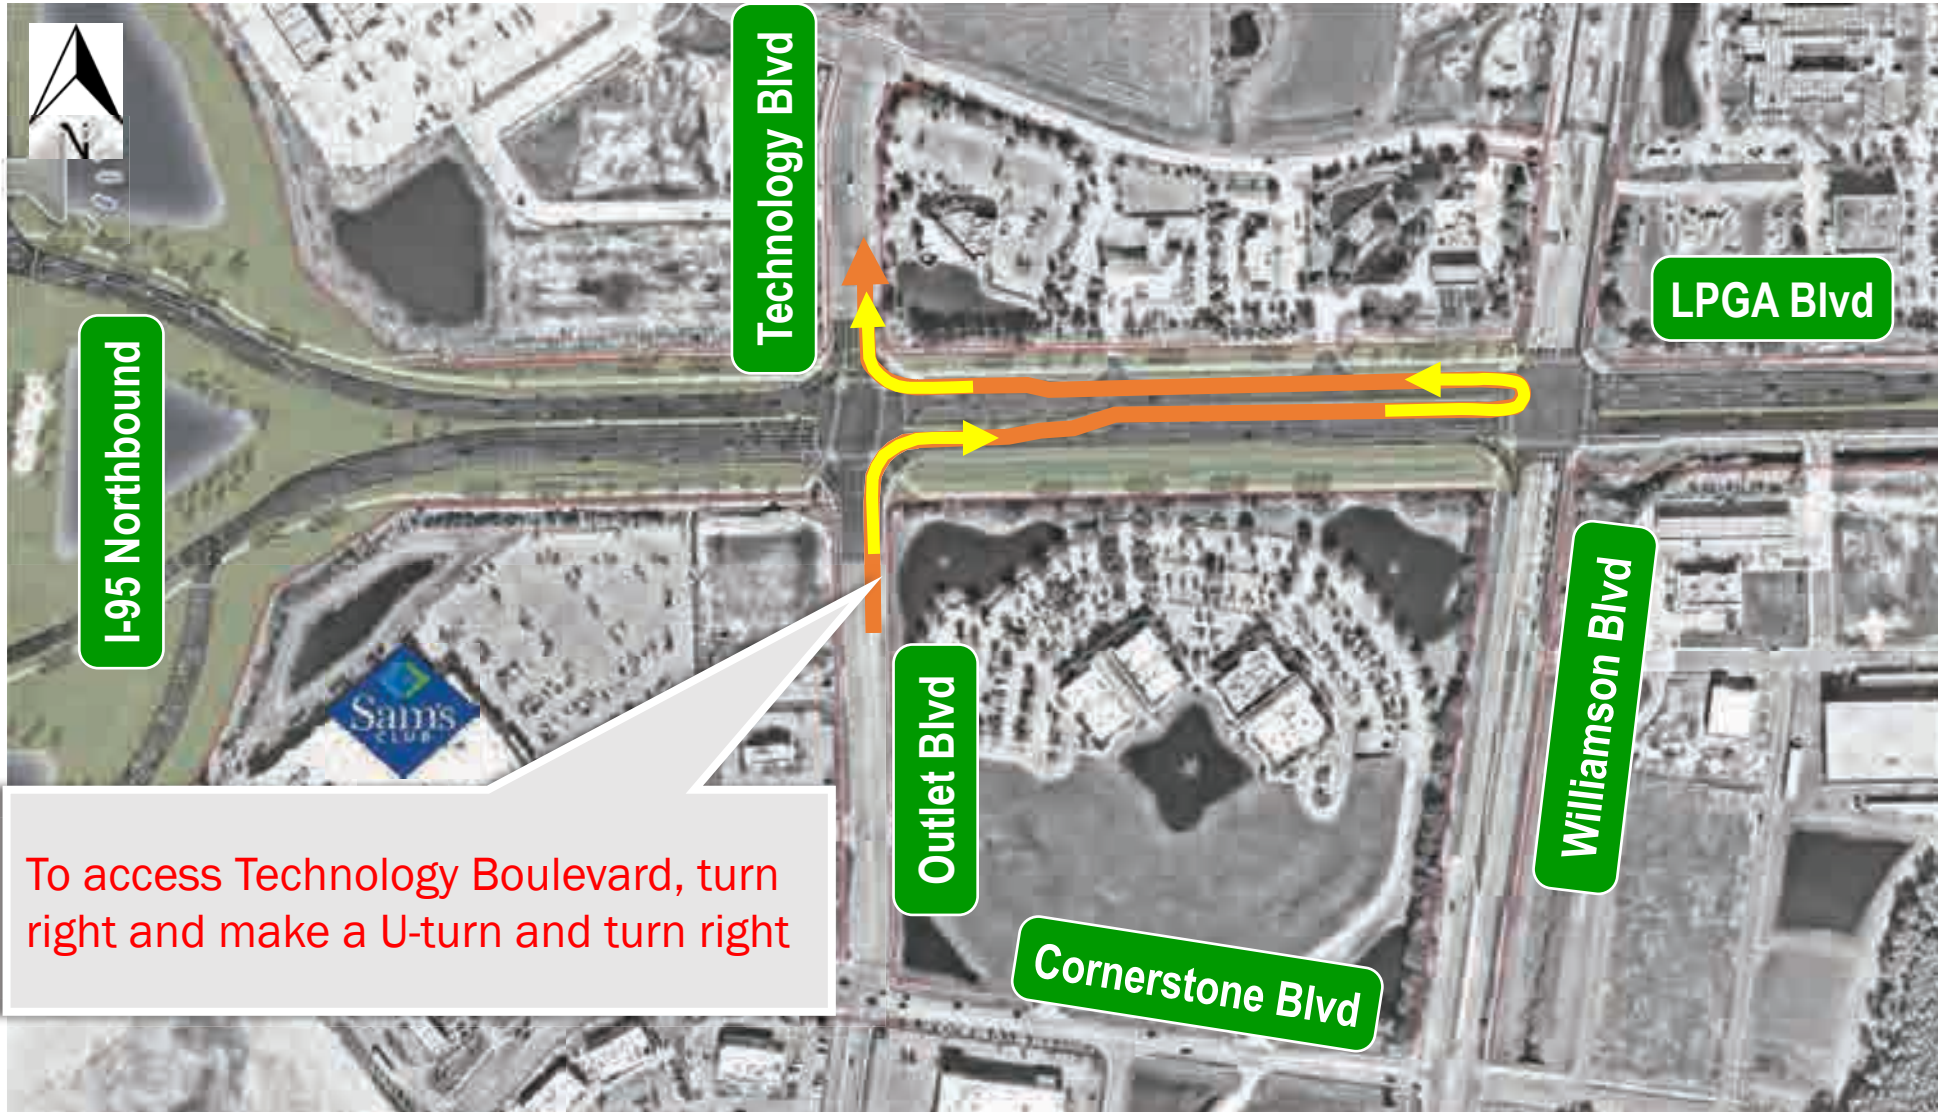 N
Technology Blvd
LPGA Blvd
I-95 Northbound
Sam's
CLUB
Outlet Blvd
Williamson Blvd
To access Technology Boulevard, turn
right and make a U-turn and turn right
Cornerstone Blvd